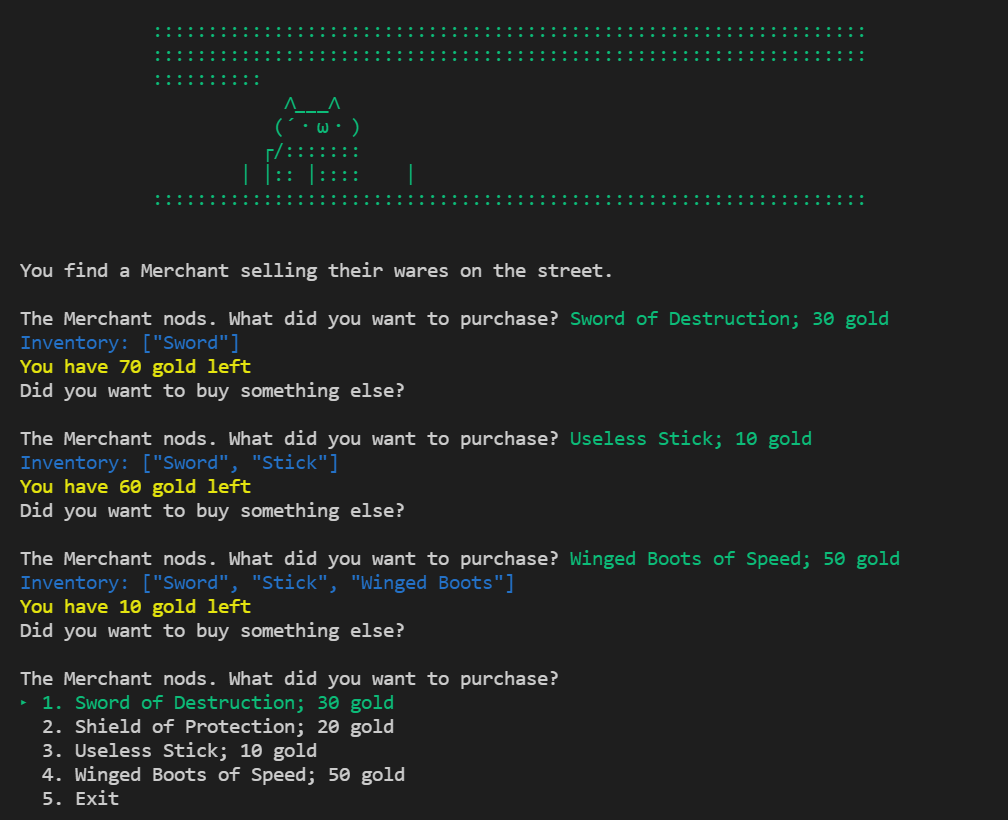 ::::::::::::::::::::::::::::::::::::::::::::::::::::::::::::::::::
::::::::::::::::::::::::::::::::::::::::::::::::::::::::::::::::::
::::::::::
Λ___Λ
(´・ω・)
┌/:::::::
| |:: |:::: |
::::::::::::::::::::::::::::::::::::::::::::::::::::::::::::::::::
You find a Merchant selling their wares on the street.
The Merchant nods. What did you want to purchase? Sword of Destruction; 30 gold
Inventory: ["Sword"]
You have 70 gold left
Did you want to buy something else?
The Merchant nods. What did you want to purchase? Useless Stick; 10 gold
Inventory: ["Sword", "Stick"]
You have 60 gold left
Did you want to buy something else?
The Merchant nods. What did you want to purchase? Winged Boots of Speed; 50 gold
Inventory: ["Sword", "Stick", "Winged Boots"]
You have 10 gold left
Did you want to buy something else?
The Merchant nods. What did you want to purchase?
‣ 1. Sword of Destruction; 30 gold
2. Shield of Protection; 20 gold
3. Useless Stick; 10 gold
4. Winged Boots of Speed; 50 gold
5. Exit